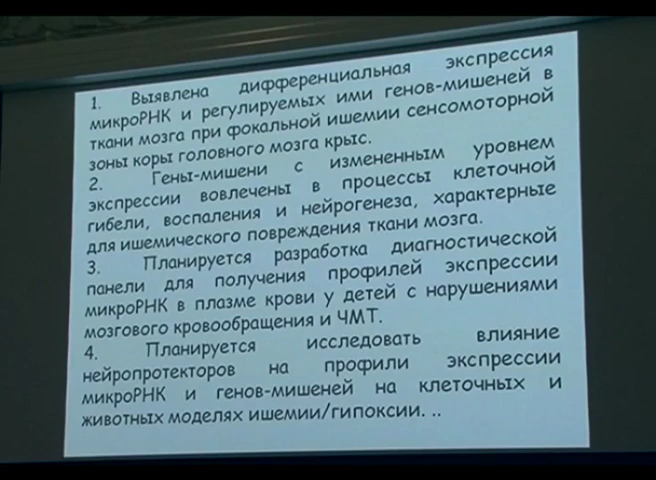 1. Выявлена дифференциальная экспрессия
микроРНК и регулируемых ими генов-мишеней в
ткани мозга при фокальной ишемии сенсомоторной
зоны коры головного мозга крыс.
2. Гены-мишени с измененным уровнем
экспрессии вовлечены в процессы клеточной
гибели, воспаления и нейрогенеза, характерные
для ишемического повреждения ткани мозга.
3. Планируется разработка диагностической
панели для получения профилей экспрессии
микроРНК в плазме крови у детей с нарушениями
мозгового кровообращения и ЧМТ.
4. Планируется исследовать влияние
нейропротекторов на профили экспрессии
микроРНК и генов-мишеней на клеточных и
животных моделях ишемии/гипоксии. ..